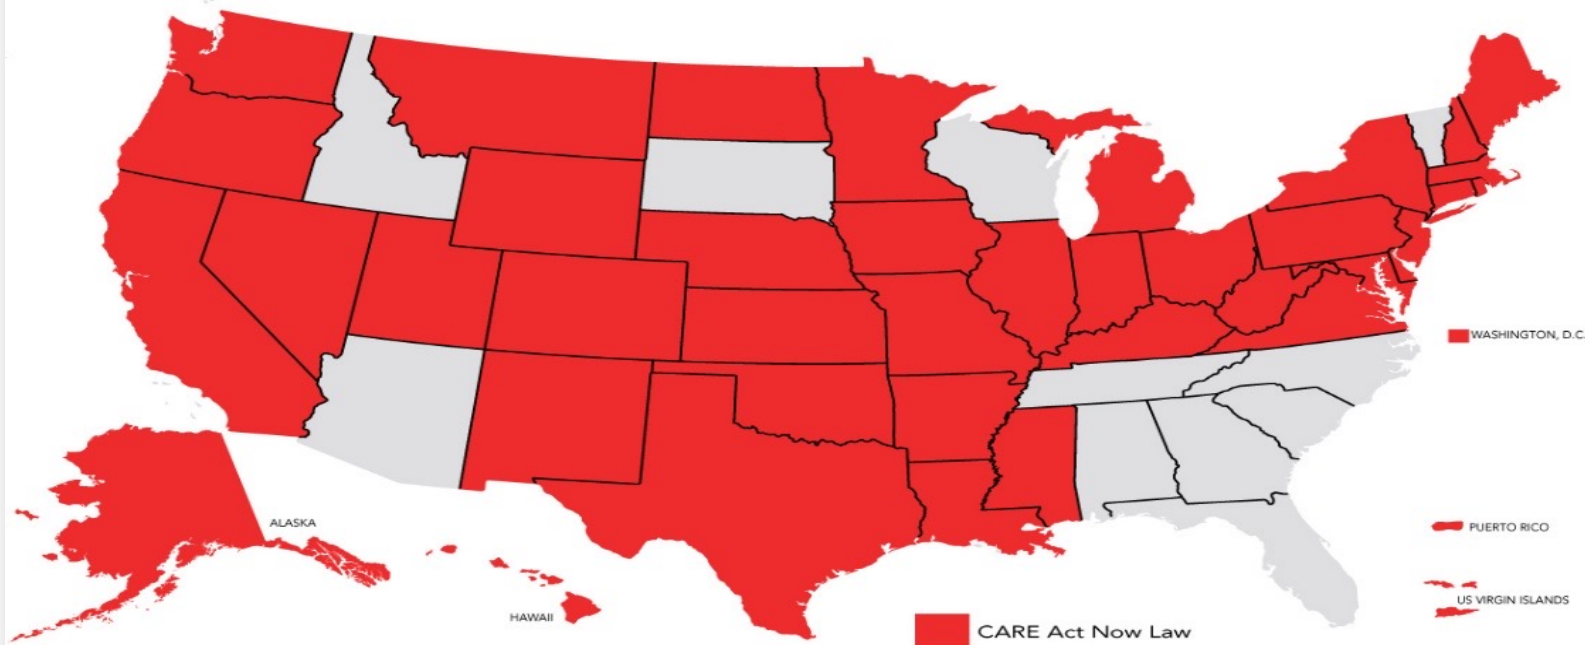 WASHINGTON, D.C.
ALASKA
PUERTO RICO
US VIRGIN ISLANDS
HAWAII
CARE Act Now Law